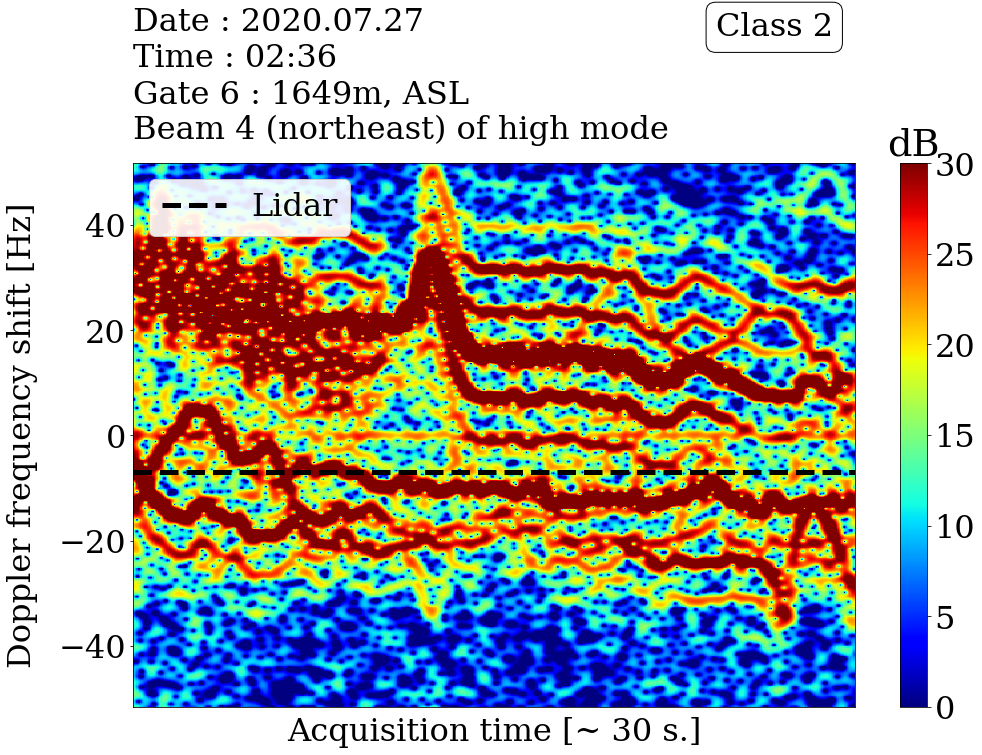 Date : 2020.07.27
Time : 02:36
Gate 6 : 1649m, ASL
Beam 4 (northeast) of high mode
Class 2
dB
Lidar
Doppler frequency shift [Hz]
40
20
0
−20
−40
Acquisition time [~ 30 s.]
30
25
20
15
10
5
0